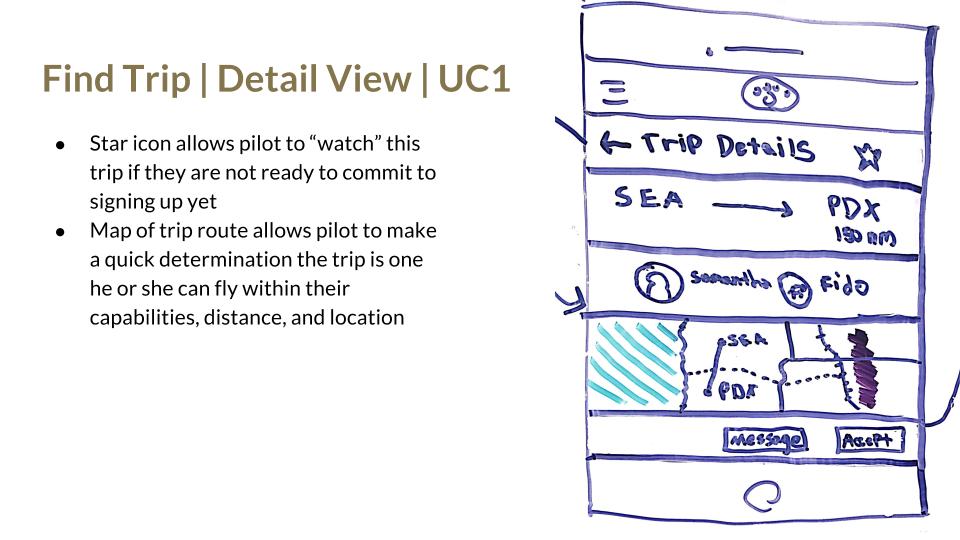 Find Trip | Detail View | UC1
● Star icon allows pilot to “watch” this
trip if they are not ready to commit to
signing up yet
● Map of trip route allows pilot to make
a quick determination the trip is one
he or she can fly within their
capabilities, distance, and location
← Trip Details
SEA → PDX
150 nm
Samantha Fido
SEA
PDX
Message Accept